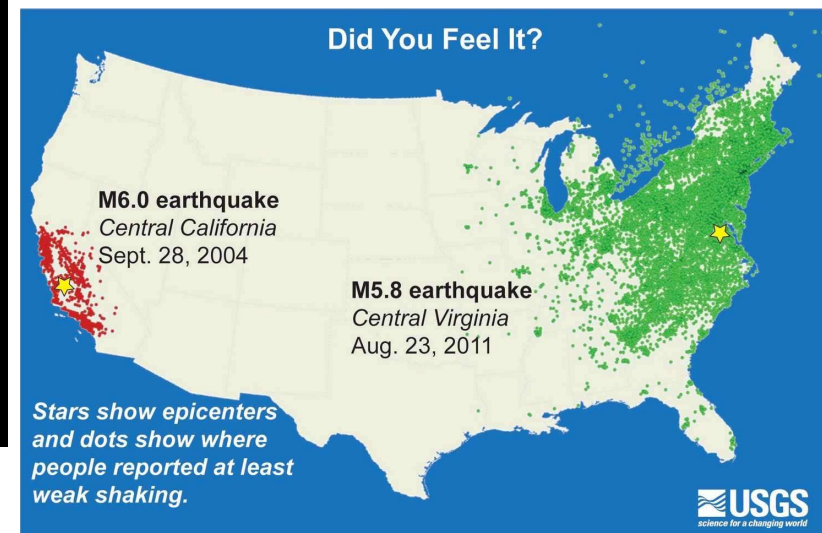 Did You Feel It?
M6.0 earthquake
Central California
Sept. 28, 2004
M5.8 earthquake
Central Virginia
Aug. 23, 2011
Stars show epicenters
and dots show where
people reported at least
weak shaking.
USGS
science for a changing world